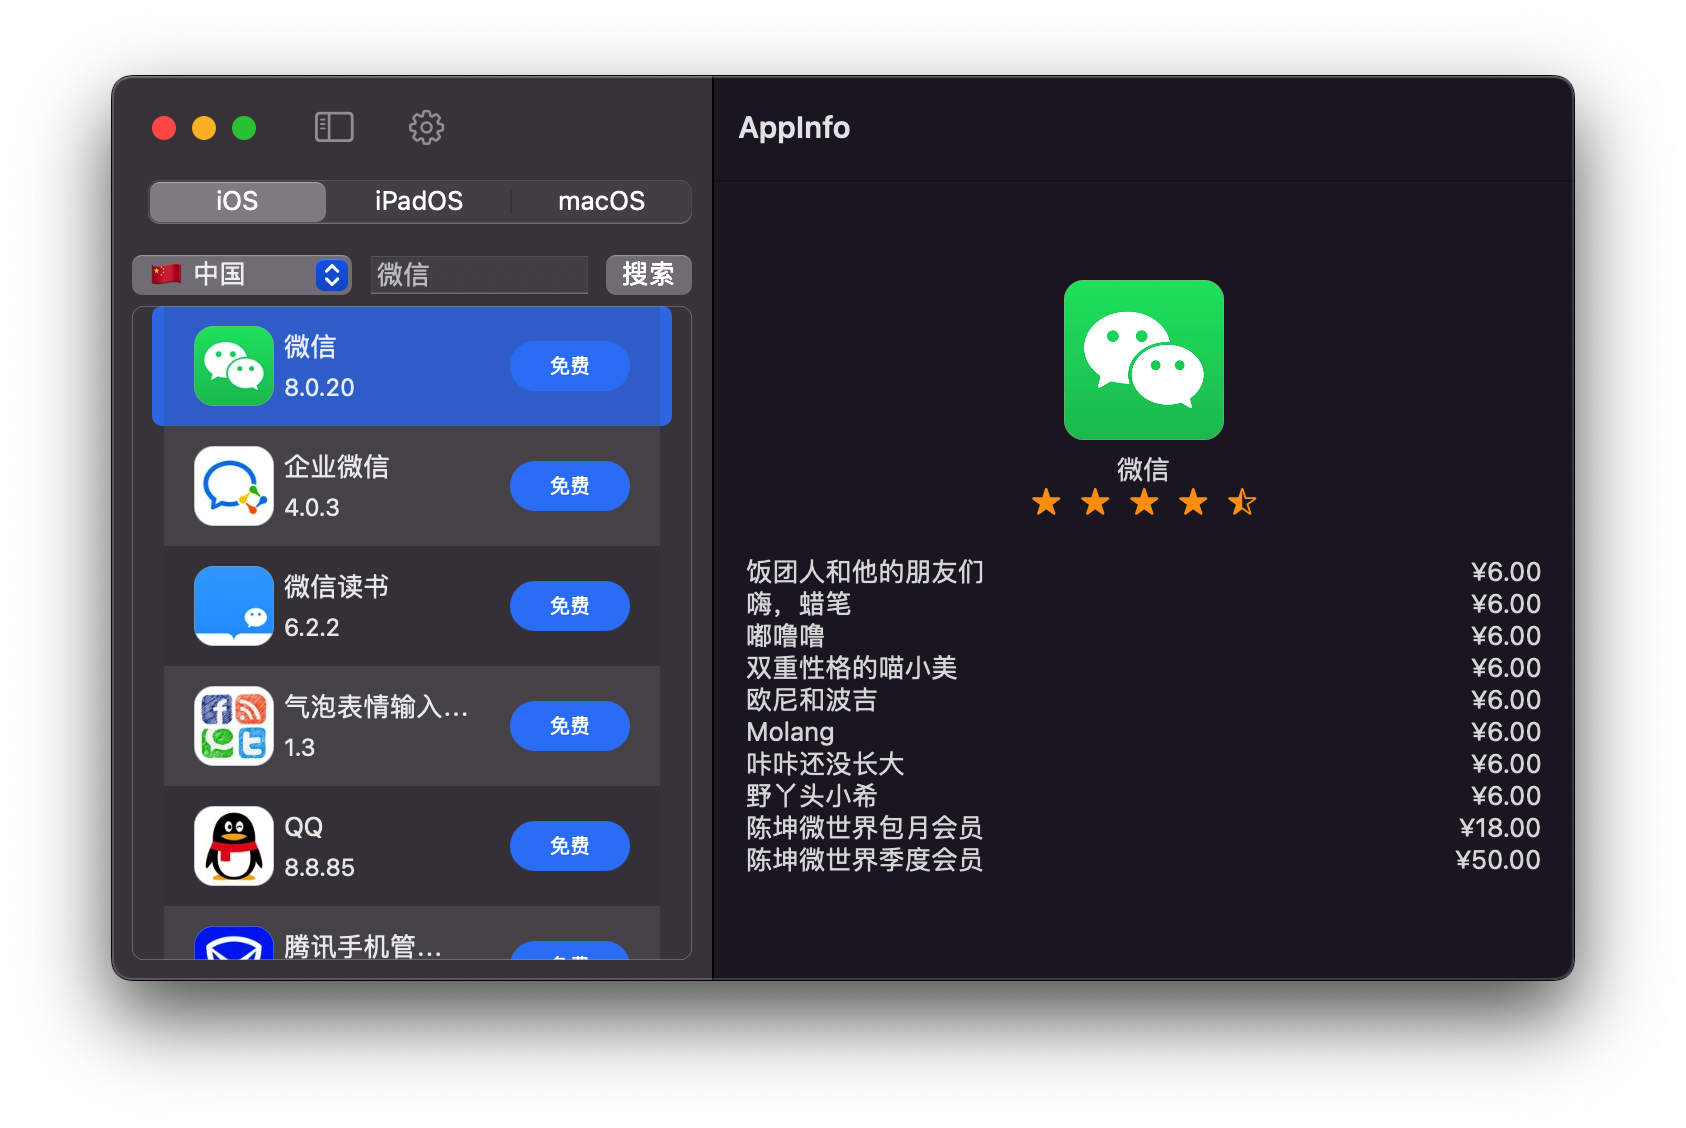 AppInfo
iOS
iPadOS
macOS
中国
微信
搜索
微信
8.0.20
免费
企业微信
4.0.3
免费
微信读书
6.2.2
免费
气泡表情输入...
1.3
免费
QQ
8.8.85
免费
腾讯手机管...
免费
微信
饭团人和他的朋友们 ¥6.00
嗨，蜡笔 ¥6.00
嘟噜噜 ¥6.00
双重性格的喵小美 ¥6.00
欧尼和波吉 ¥6.00
Molang ¥6.00
咔咔还没长大 ¥6.00
野丫头小希 ¥6.00
陈坤微世界包月会员 ¥18.00
陈坤微世界季度会员 ¥50.00